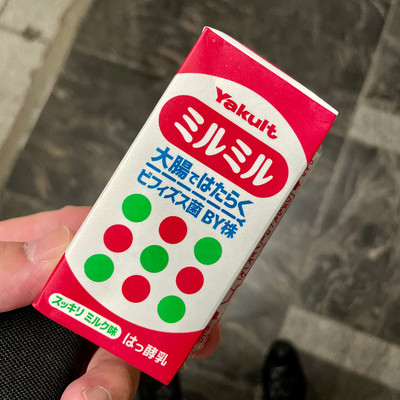 Yakult
ミルミル
大腸ではたらく
ビフィズス菌 BY株
スッキリ ミルク味
はっ酵乳